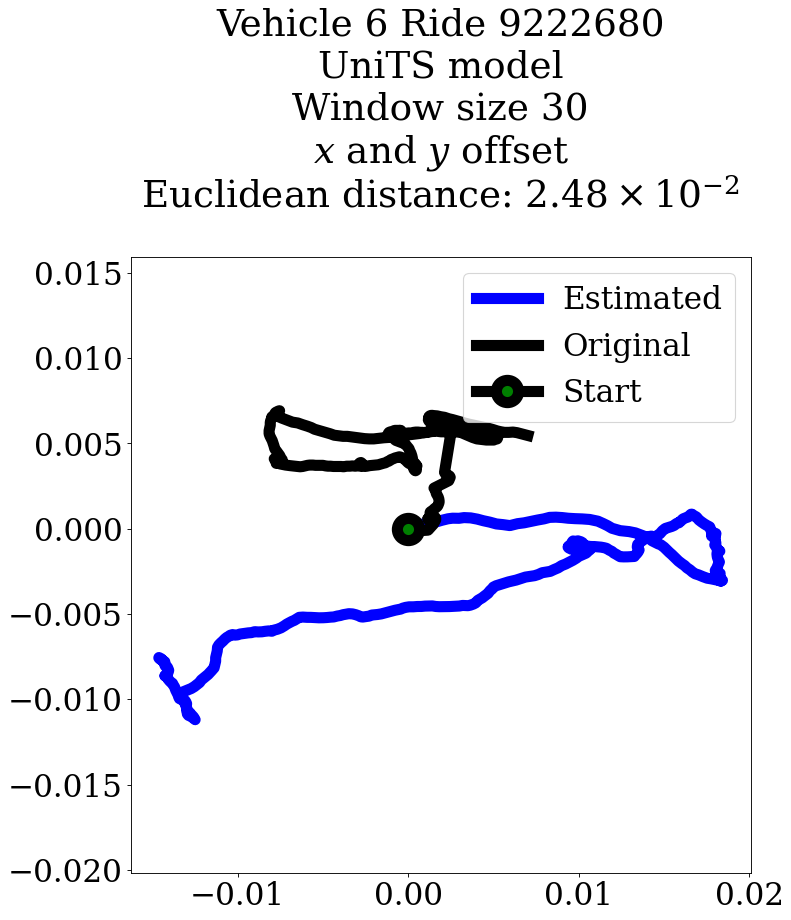 Vehicle 6 Ride 9222680
UniTS model
Window size 30
x and y offset
Euclidean distance: 2.48 × 10⁻²
0.015
0.010
0.005
0.000
−0.005
−0.010
−0.015
−0.020
Estimated
Original
Start
−0.01 0.00 0.01 0.02